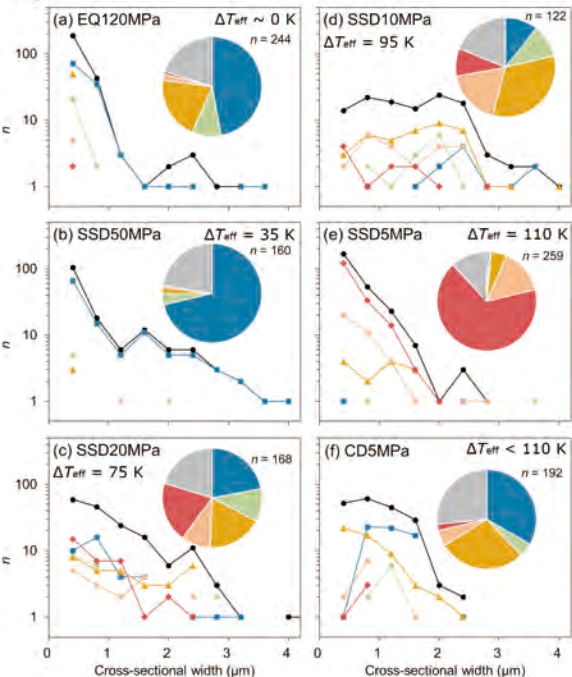 (a) EQ120MPa
ΔTeff ~ 0 K
n = 244
(d) SSD10MPa
n = 122
ΔTeff = 95 K
100
10
1
n
(b) SSD50MPa
ΔTeff = 35 K
n = 160
(e) SSD5MPa
ΔTeff = 110 K
n = 259
100
10
1
n
(c) SSD20MPa
n = 168
ΔTeff = 75 K
(f) CD5MPa
ΔTeff < 110 K
n = 192
100
10
1
n
0 1 2 3 4
0 1 2 3 4
Cross-sectional width (μm)
Cross-sectional width (μm)